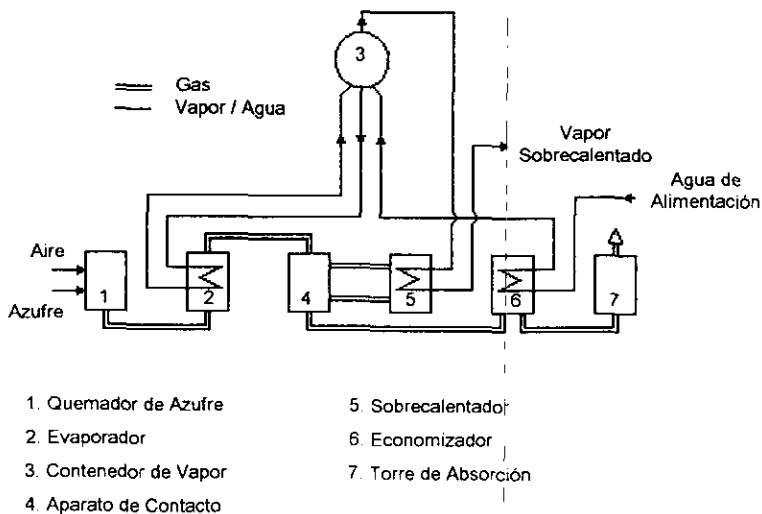 3
Gas
Vapor / Agua
Vapor
Sobrecalentado
Agua de
Alimentación
Aire
Azufre
1
2
4
5
6
7
1. Quemador de Azufre
2. Evaporador
3. Contenedor de Vapor
4. Aparato de Contacto
5. Sobrecalentador
6. Economizador
7. Torre de Absorción